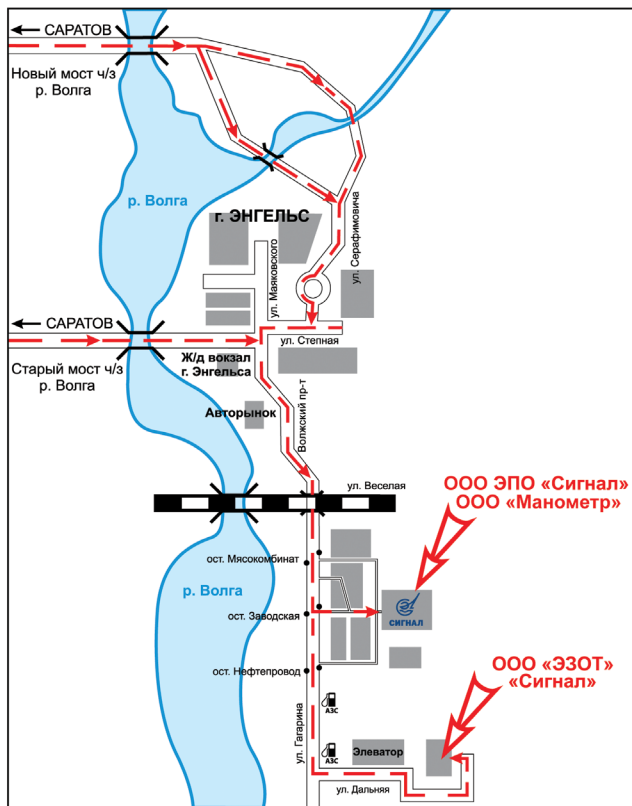 САРАТОВ
Новый мост ч/з
р. Волга
р. Волга
г. ЭНГЕЛЬС
ул. Серафимовича
ул. Маяковского
САРАТОВ
ул. Степная
Старый мост ч/з
р. Волга
Ж/д вокзал
г. Энгельса
Авторынок
Волжский пр-т
ул. Веселая
ООО ЭПО «Сигнал»
ООО «Манометр»
ост. Мясокомбинат
р. Волга
ост. Заводская
СИГНАЛ
ост. Нефтепровод
ООО «ЭЗОТ»
«Сигнал»
АЗС
ул. Гагарина
АЗС
Элеватор
ул. Дальняя